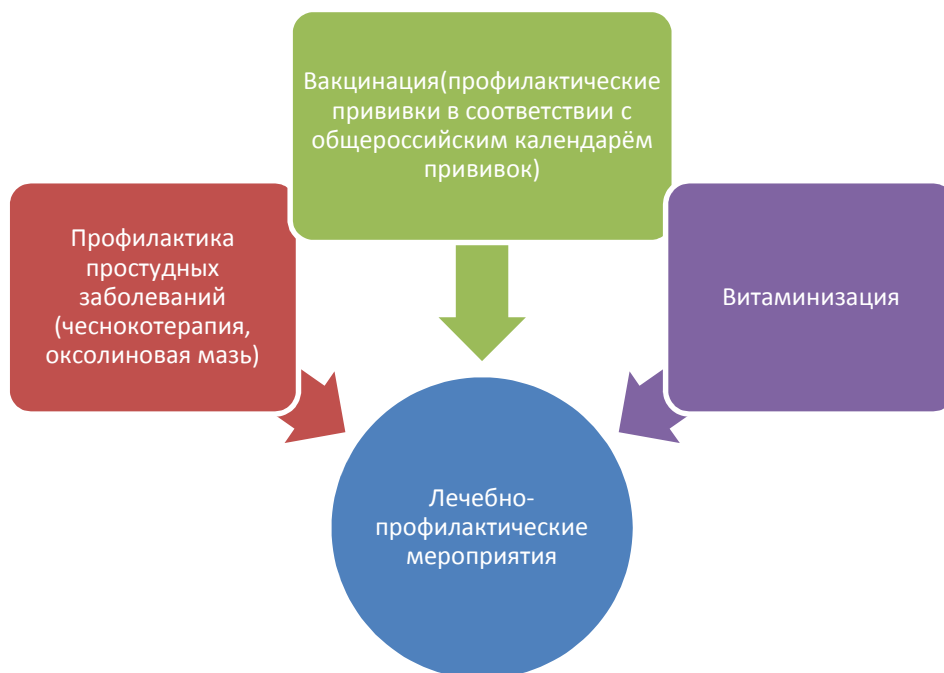 Вакцинация(профилактические
прививки в соответствии с
общероссийским календарём
прививок)
Профилактика
простудных
заболеваний
(чеснокотерапия,
оксолиновая мазь)
Витаминизация
Лечебно-
профилактические
мероприятия